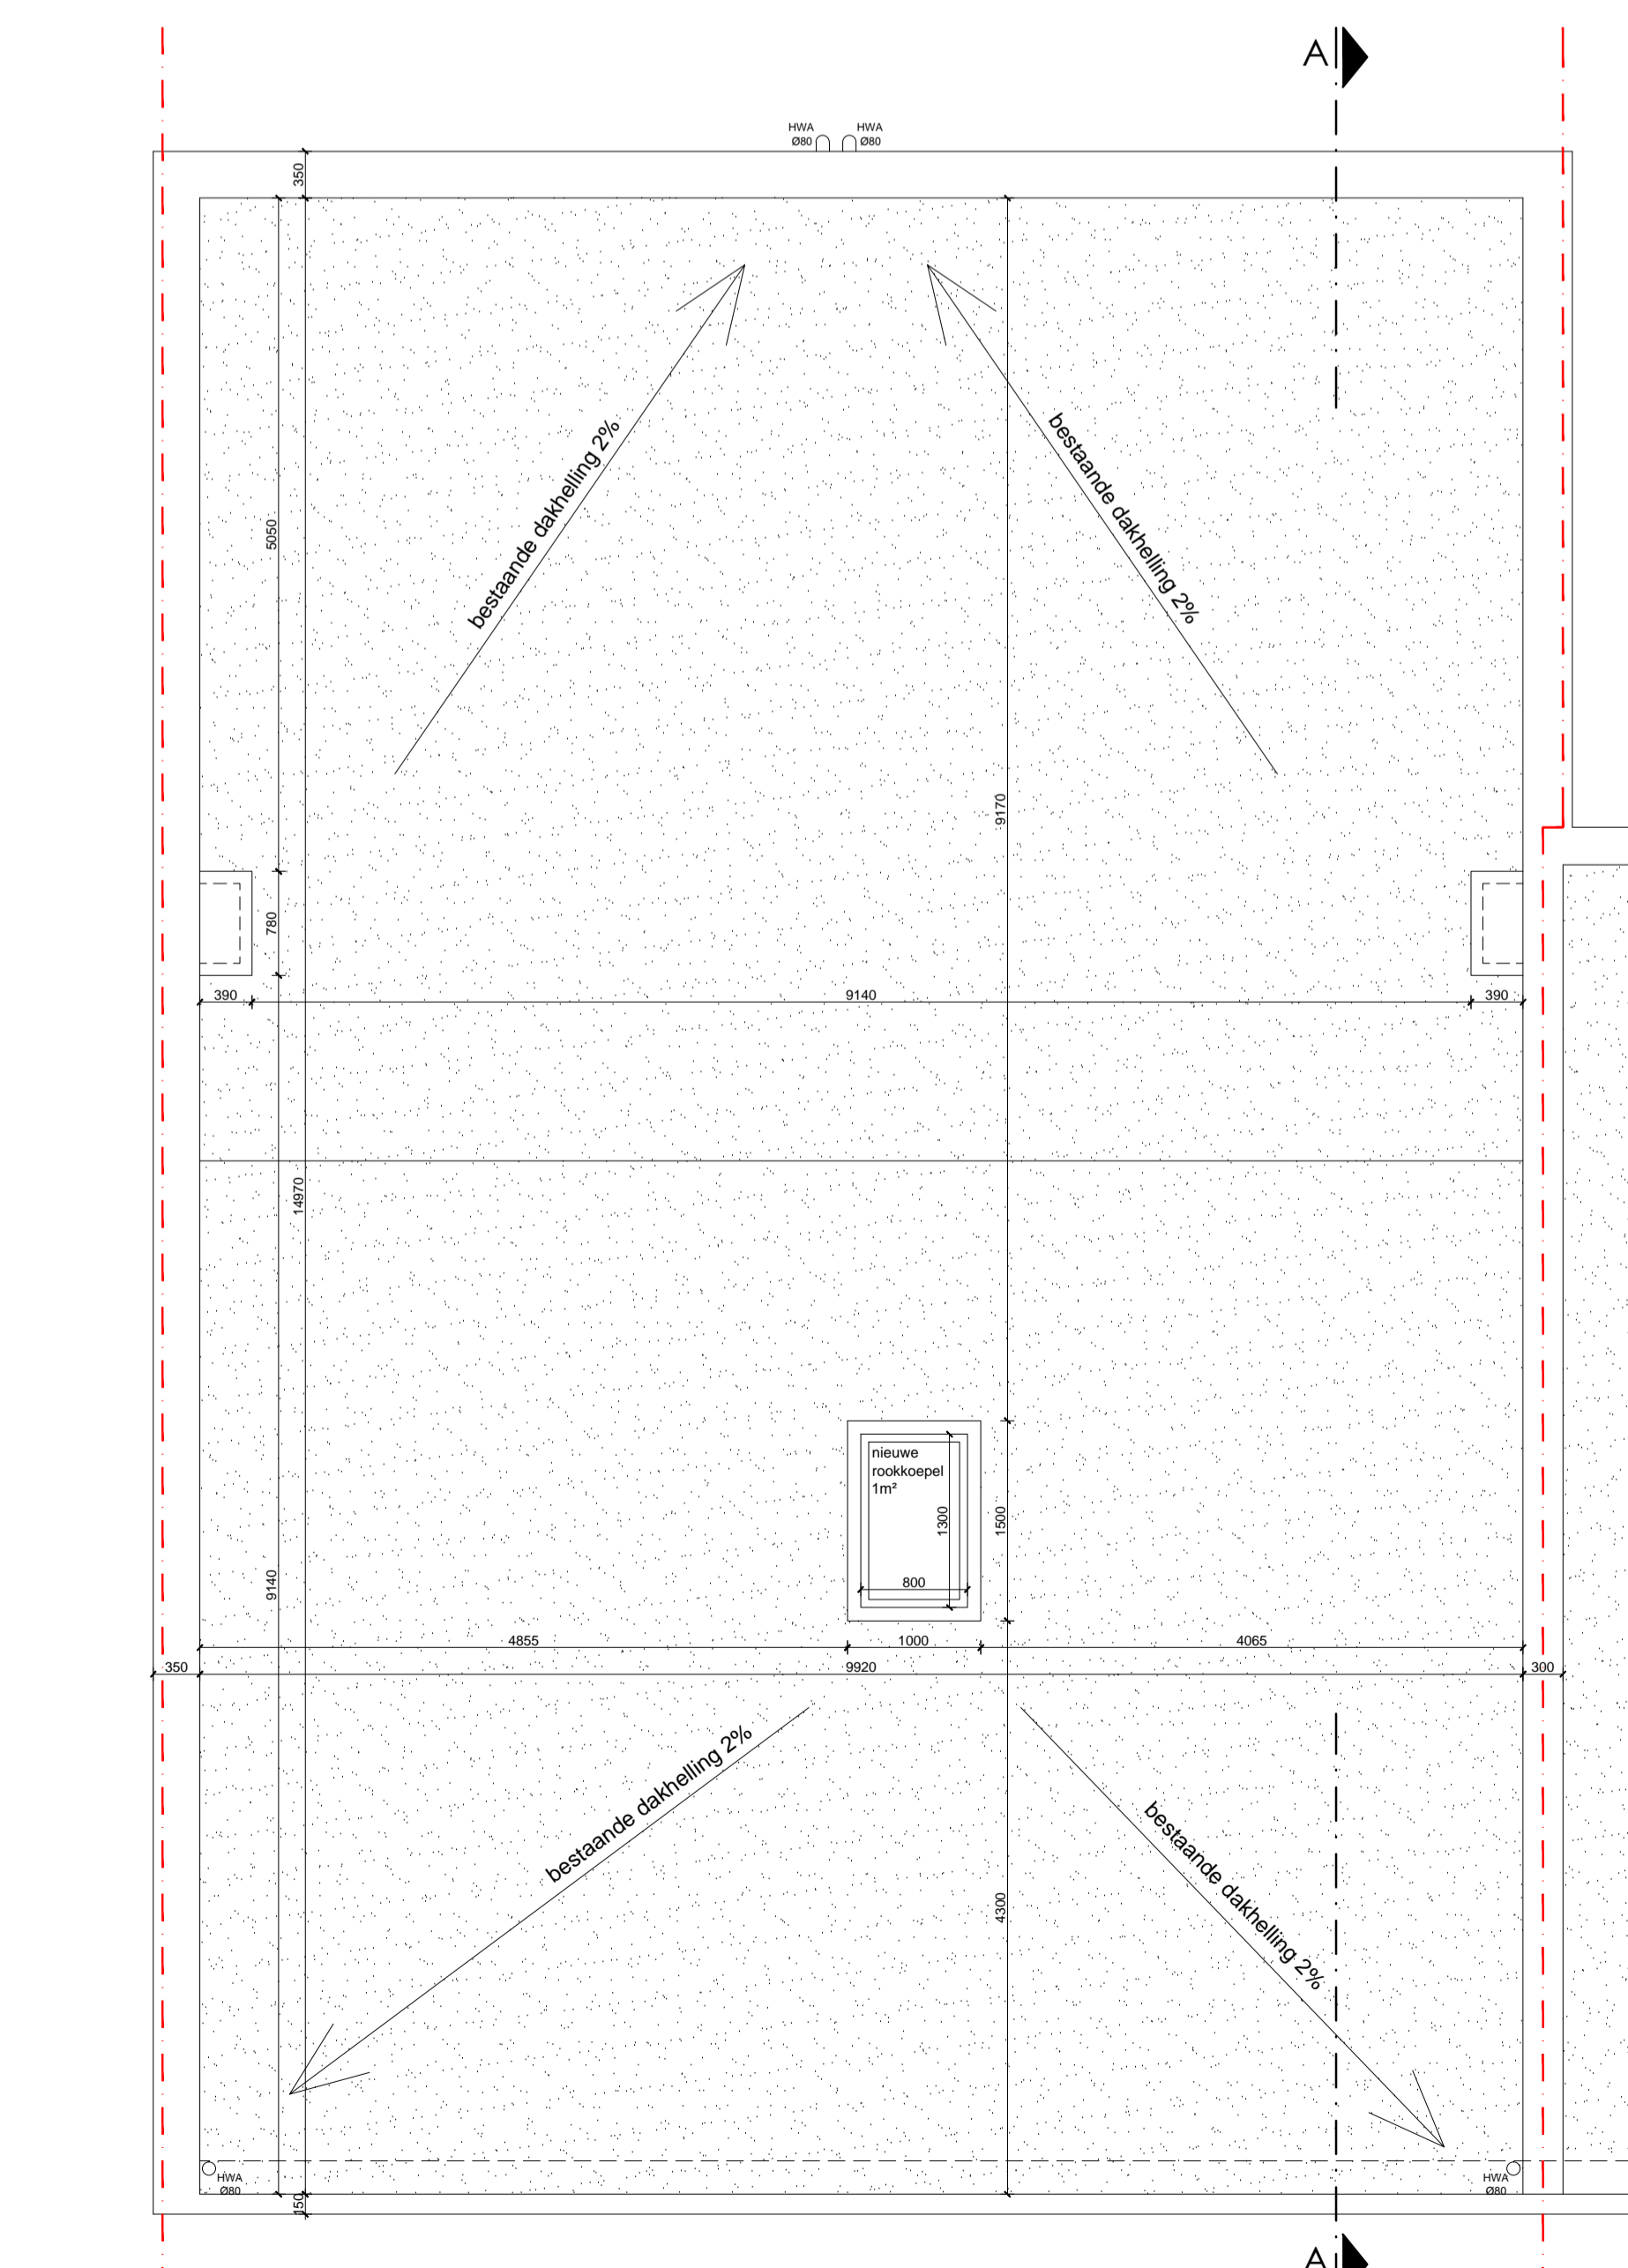 A
HWA
Ø80
HWA
Ø80
350
bestaande dakhelling 2%
bestaande dakhelling 2%
5050
9170
780
390
9140
390
14970
nieuwe
rookkoepel
1m²
1300
1500
800
9140
4855
1000
4065
350
9920
300
bestaande dakhelling 2%
bestaande dakhelling 2%
4300
HWA
Ø80
HWA
Ø80
150
A